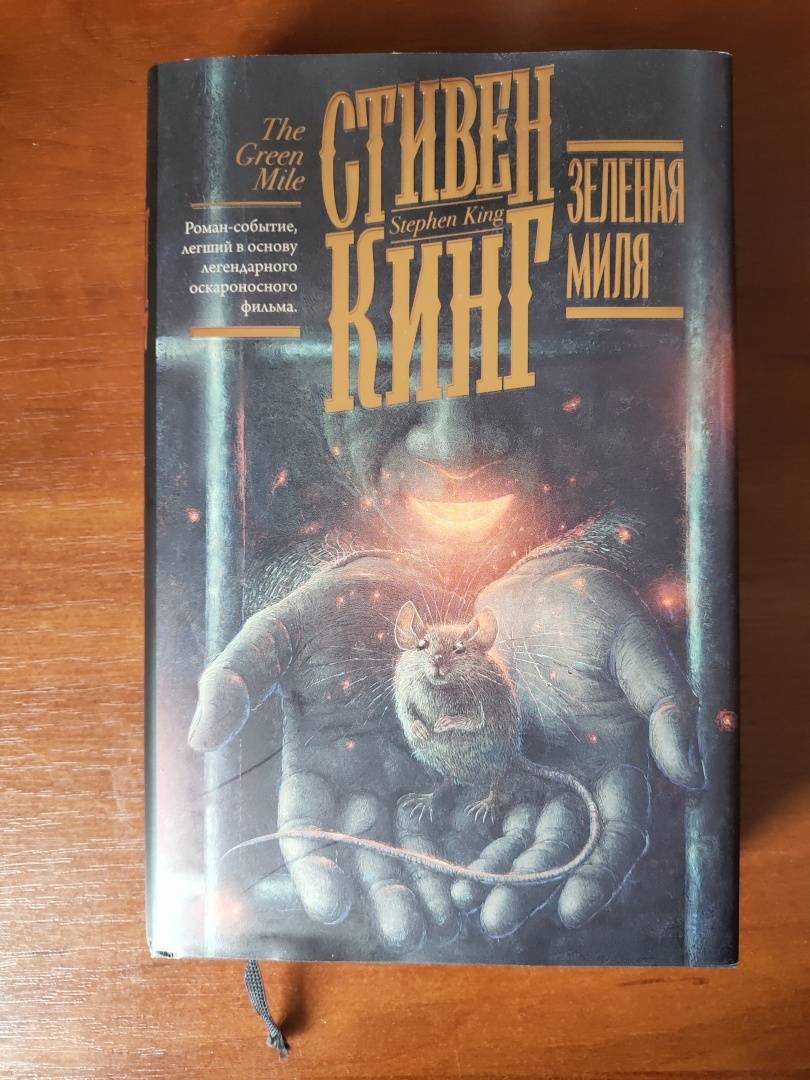 The
Green
Mile
Роман-событие,
легший в основу
легендарного
оскароносного
фильма.
СТИВЕН
Stephen King
КИНГ
ЗЕЛЕНАЯ
МИЛЯ